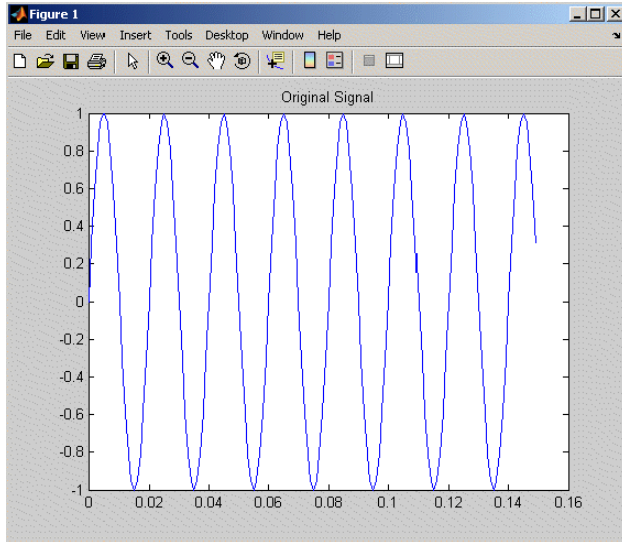 Figure 1
File Edit View Insert Tools Desktop Window Help
Original Signal
1
0.8
0.6
0.4
0.2
0
-0.2
-0.4
-0.6
-0.8
-1
0 0.02 0.04 0.06 0.08 0.1 0.12 0.14 0.16